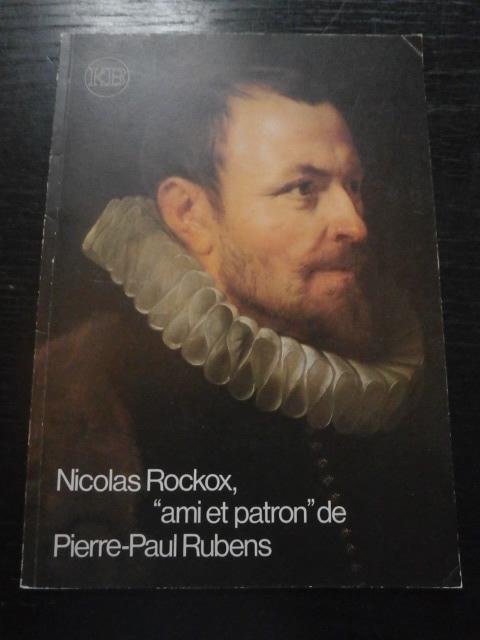 KB
Nicolas Rockox,
"ami et patron" de
Pierre-Paul Rubens